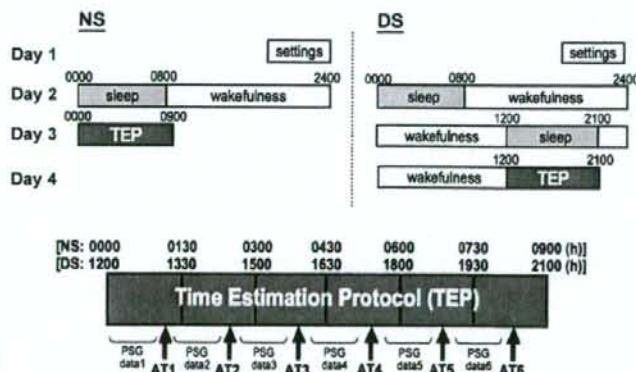 NS
DS
Day 1
settings
settings
0000 0800 2400
0000 0800 2400
Day 2
sleep wakefulness
sleep wakefulness
0000 0900
1200 2100
Day 3
TEP
wakefulness sleep
1200 2100
Day 4
wakefulness TEP
[NS: 0000 0130 0300 0430 0600 0730 0900 (h)]
[DS: 1200 1330 1500 1630 1800 1930 2100 (h)]
Time Estimation Protocol (TEP)
PSG data1 AT1 PSG data2 AT2 PSG data3 AT3 PSG data4 AT4 PSG data5 AT5 PSG data6 AT6